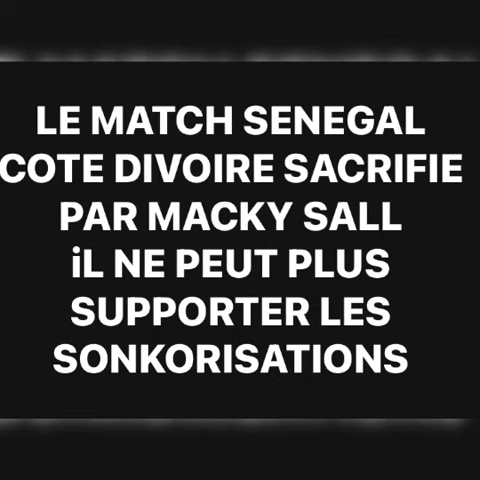 LE MATCH SENEGAL
COTE DIVOIRE SACRIFIE
PAR MACKY SALL
iL NE PEUT PLUS
SUPPORTER LES
SONKORISATIONS